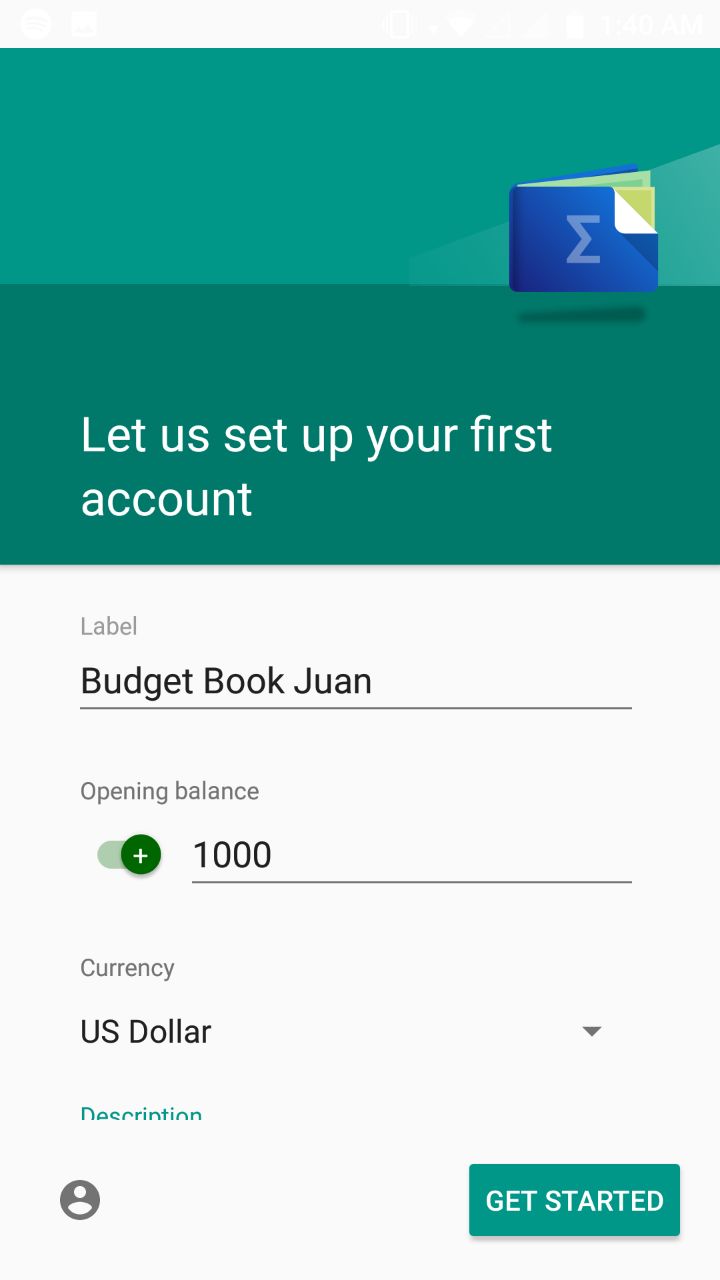 1:40 AM
Σ
Let us set up your first
account
Label
Budget Book Juan
Opening balance
+ 1000
Currency
US Dollar
Description
GET STARTED